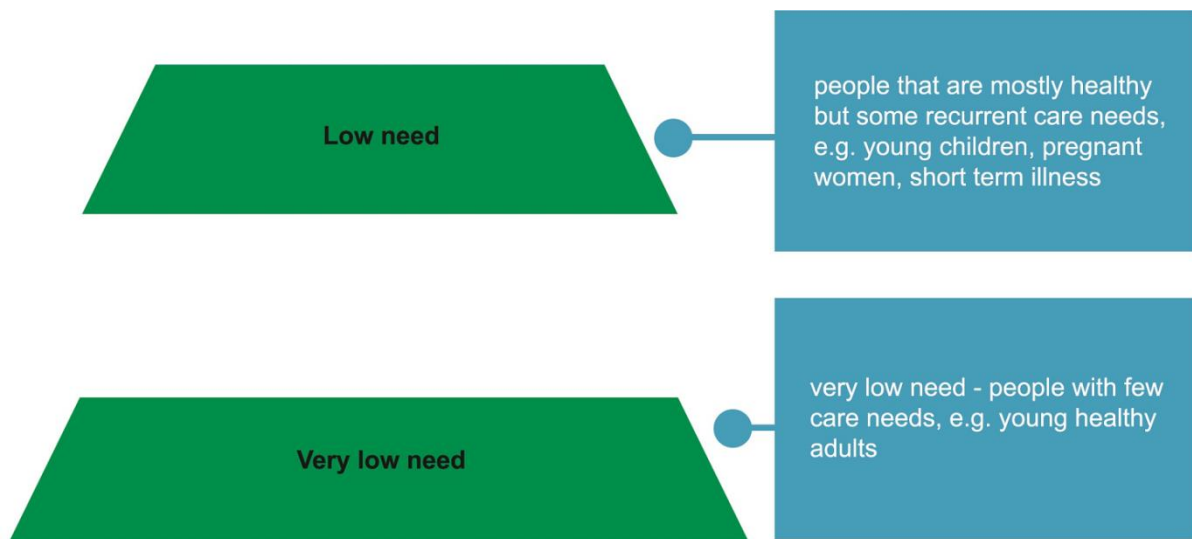 Low need
people that are mostly healthy
but some recurrent care needs,
e.g. young children, pregnant
women, short term illness
Very low need
very low need - people with few
care needs, e.g. young healthy
adults